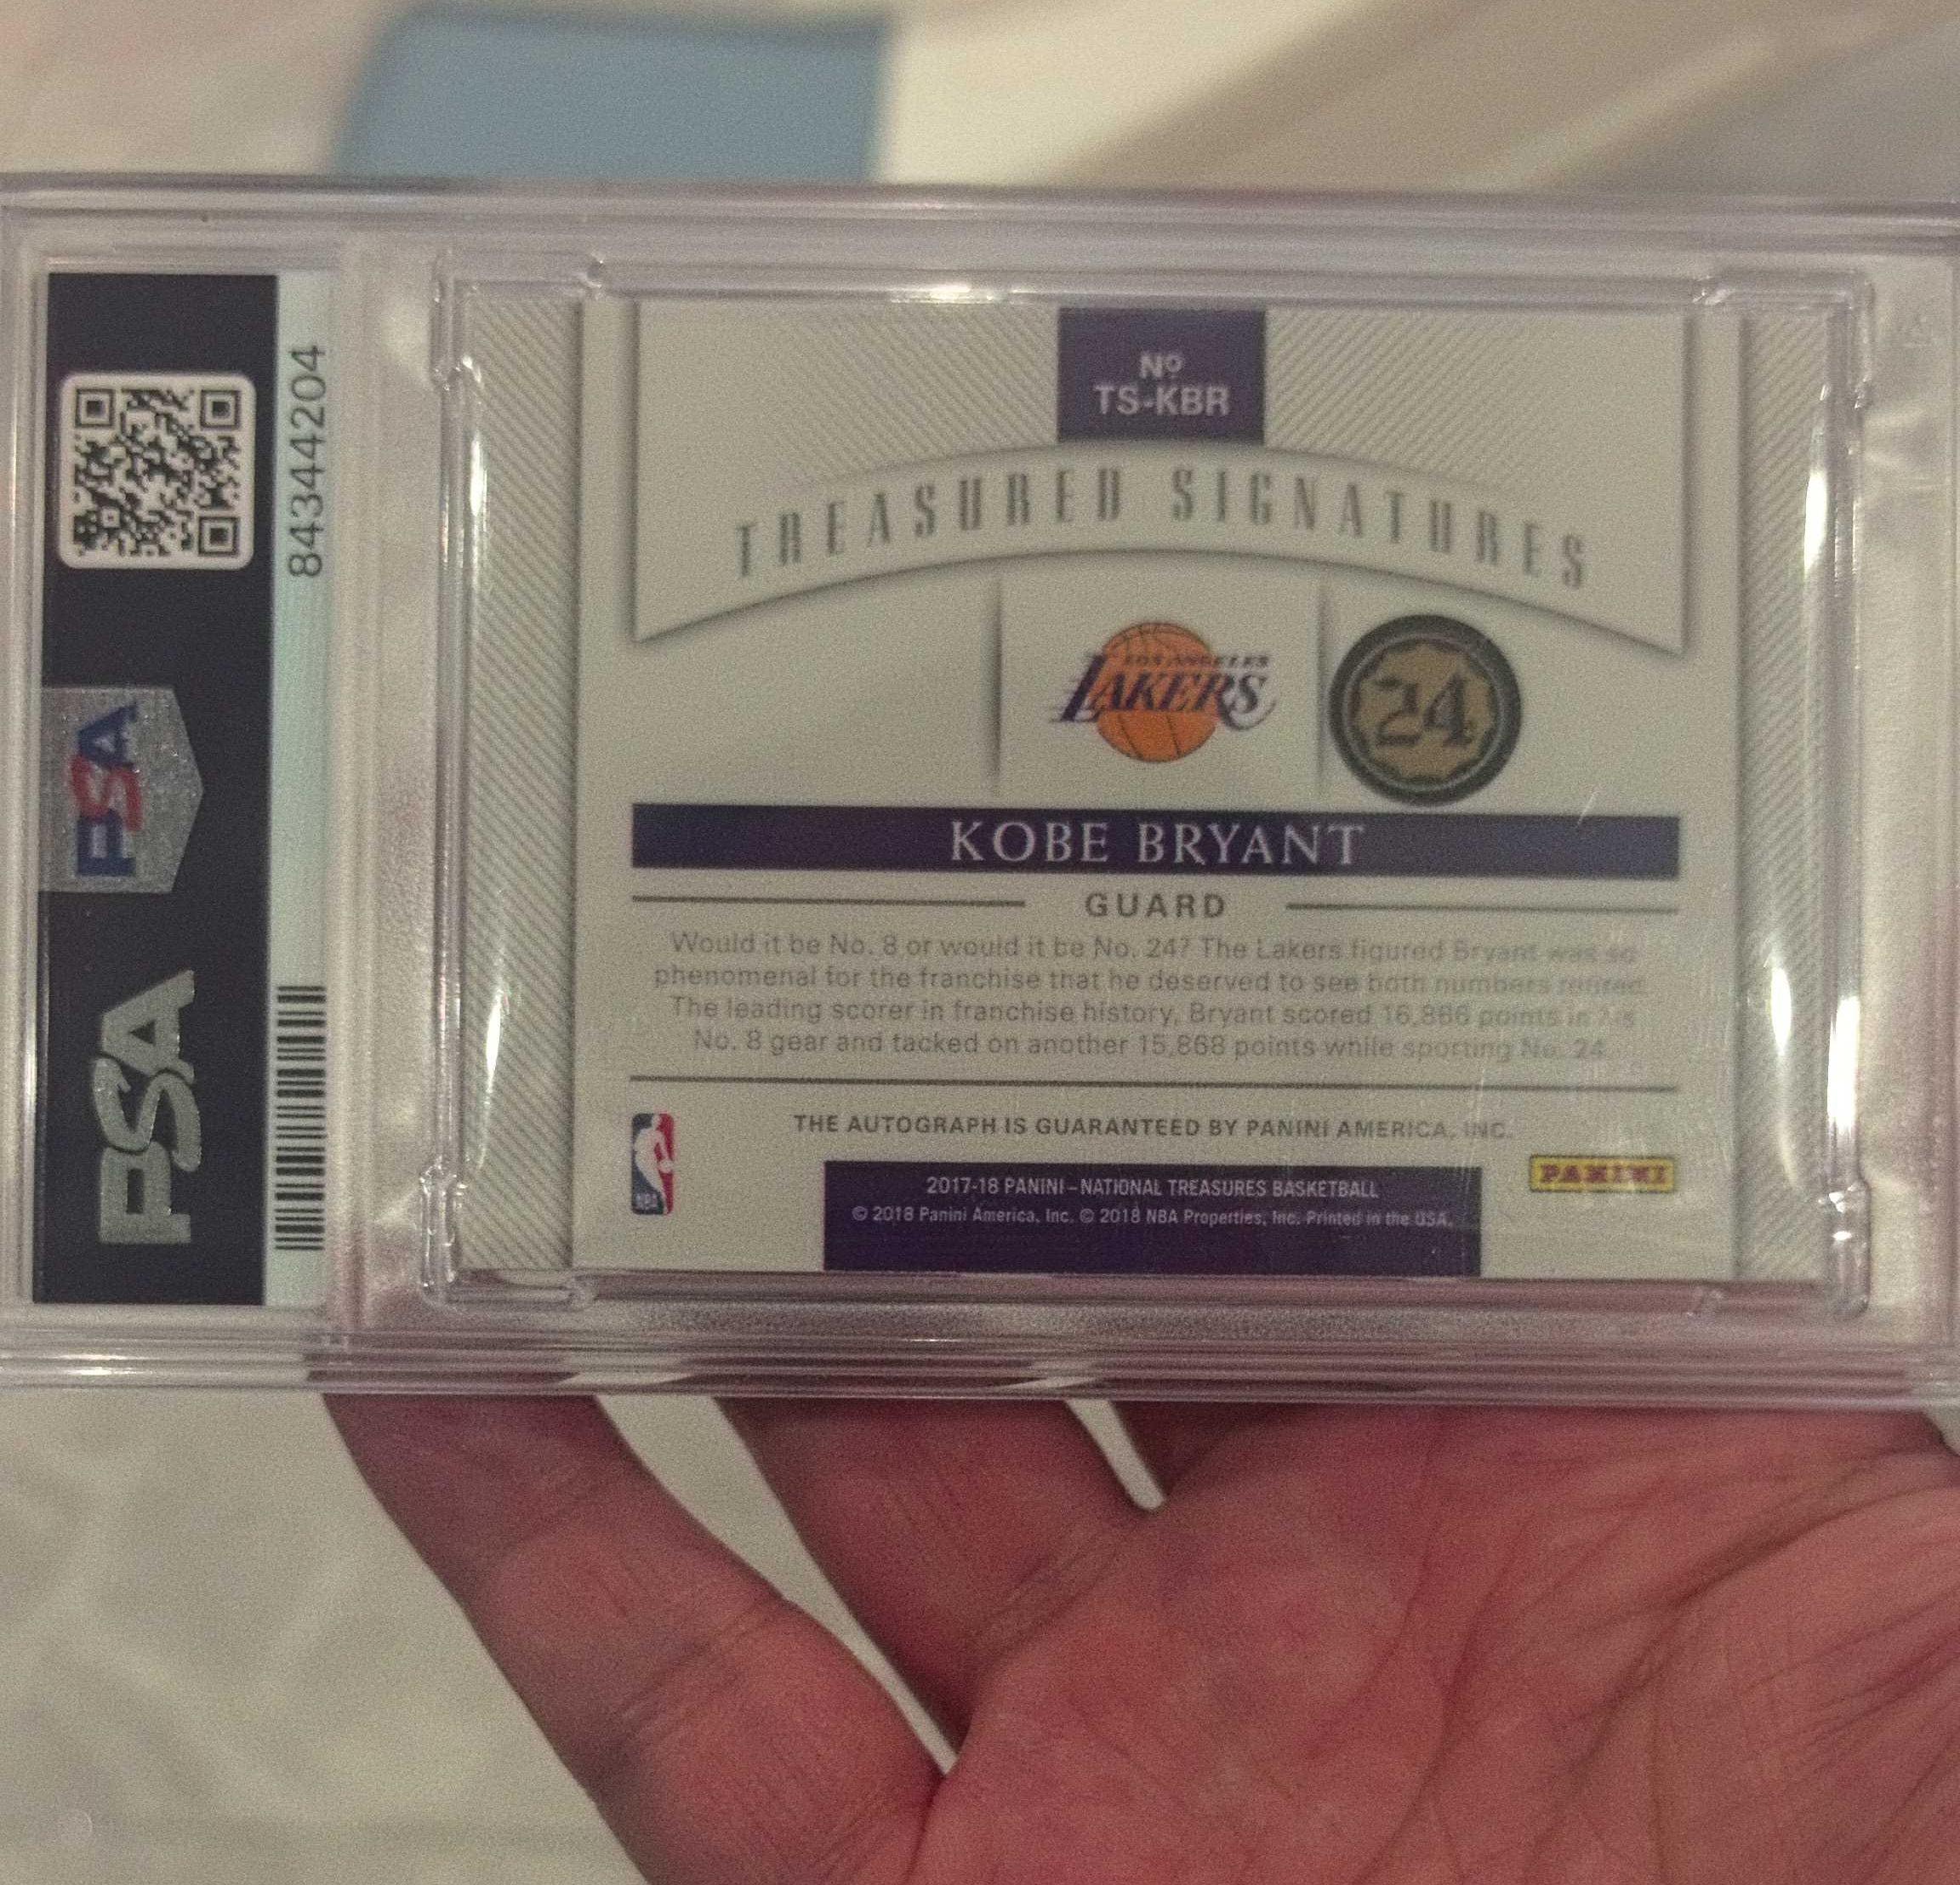 84344204
PSA
PSA
Nº
TS-KBR
TREASURED SIGNATURES
LOS ANGELES
LAKERS
24
KOBE BRYANT
GUARD
Would it be No. 8 or would it be No. 24? The Lakers figured Bryant was so
phenomenal for the franchise that he deserved to see both numbers retired.
The leading scorer in franchise history, Bryant scored 16,866 points in his
No. 8 gear and tacked on another 15,868 points while sporting No. 24.
THE AUTOGRAPH IS GUARANTEED BY PANINI AMERICA, INC.
NBA
PANINI
2017-18 PANINI – NATIONAL TREASURES BASKETBALL
© 2018 Panini America, Inc. © 2018 NBA Properties, Inc. Printed in the USA.